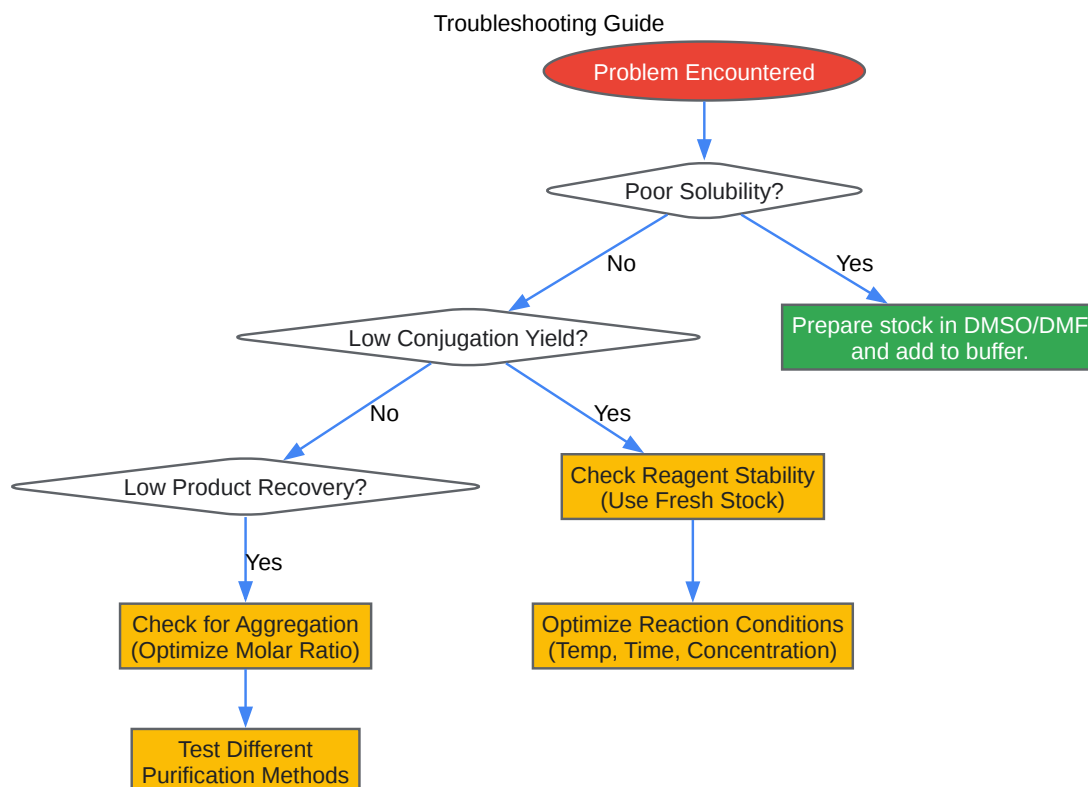 Troubleshooting Guide
Problem Encountered
Poor Solubility?
No
Yes
Low Conjugation Yield?
Prepare stock in DMSO/DMF
and add to buffer.
No
Yes
Low Product Recovery?
Check Reagent Stability
(Use Fresh Stock)
Yes
Check for Aggregation
(Optimize Molar Ratio)
Optimize Reaction Conditions
(Temp, Time, Concentration)
Test Different
Purification Methods